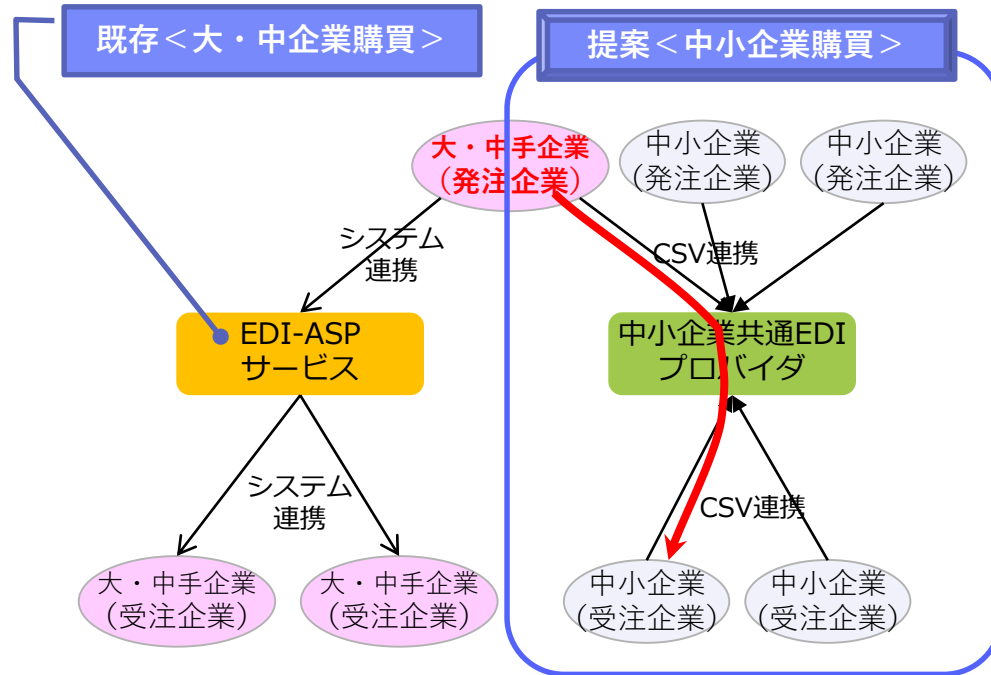 既存＜大・中企業購買＞
提案＜中小企業購買＞
大・中手企業
（発注企業）
中小企業
（発注企業）
中小企業
（発注企業）
システム
連携
CSV連携
EDI-ASP
サービス
中小企業共通EDI
プロバイダ
システム
連携
CSV連携
大・中手企業
（受注企業）
大・中手企業
（受注企業）
中小企業
（受注企業）
中小企業
（受注企業）